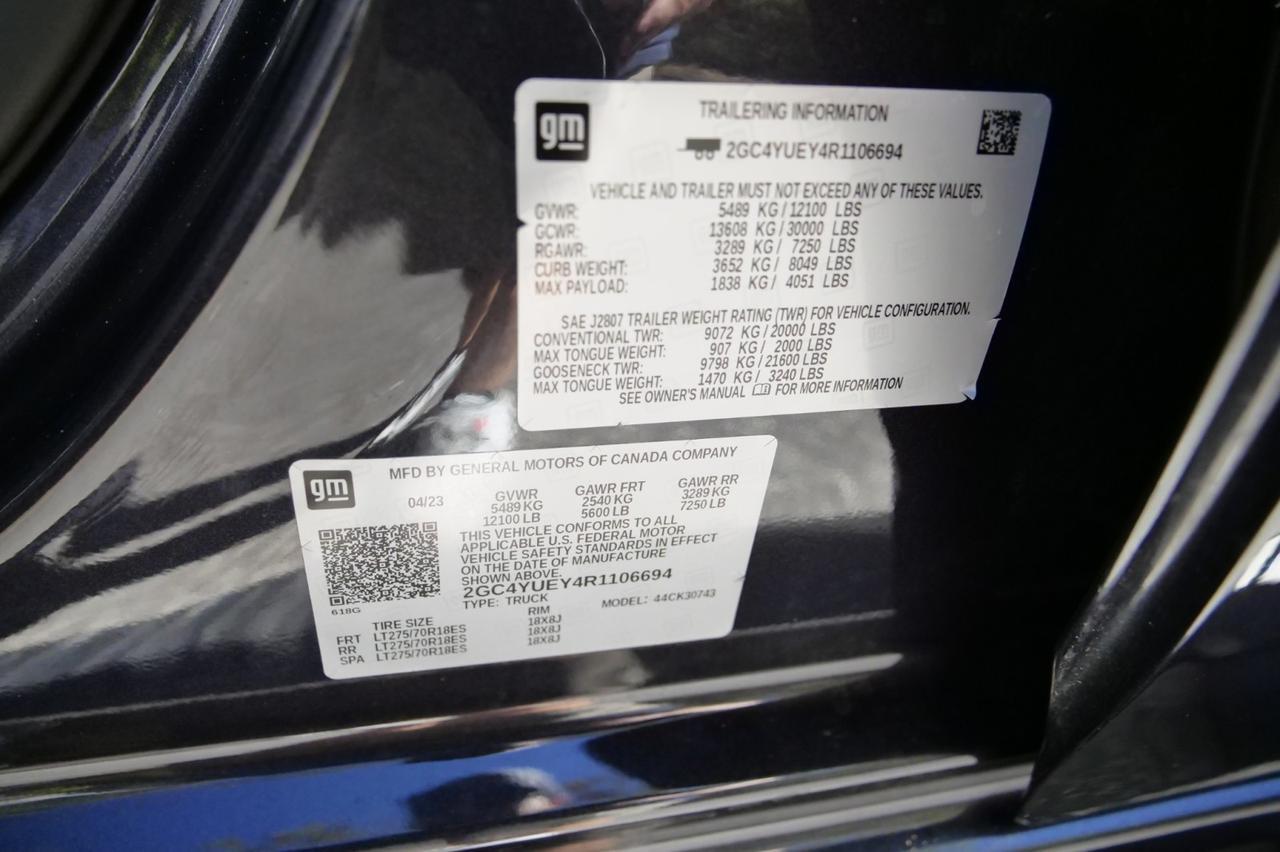 gm
TRAILERING INFORMATION
2GC4YUEY4R1106694
VEHICLE AND TRAILER MUST NOT EXCEED ANY OF THESE VALUES.
GVWR: 5489 KG / 12100 LBS
GCWR: 13608 KG / 30000 LBS
RGAWR: 3289 KG / 7250 LBS
CURB WEIGHT: 3652 KG / 8049 LBS
MAX PAYLOAD: 1838 KG / 4051 LBS
SAE J2807 TRAILER WEIGHT RATING (TWR) FOR VEHICLE CONFIGURATION.
CONVENTIONAL TWR: 9072 KG / 20000 LBS
MAX TONGUE WEIGHT: 907 KG / 2000 LBS
GOOSENECK TWR: 9798 KG / 21600 LBS
MAX TONGUE WEIGHT: 1470 KG / 3240 LBS
SEE OWNER'S MANUAL FOR MORE INFORMATION
gm
MFD BY GENERAL MOTORS OF CANADA COMPANY
04/23 GVWR GAWR FRT GAWR RR
5489 KG 2540 KG 3289 KG
12100 LB 5600 LB 7250 LB
THIS VEHICLE CONFORMS TO ALL
APPLICABLE U.S. FEDERAL MOTOR
VEHICLE SAFETY STANDARDS IN EFFECT
ON THE DATE OF MANUFACTURE
SHOWN ABOVE.
2GC4YUEY4R1106694
618G
TYPE: TRUCK MODEL: 44CK30743
TIRE SIZE RIM
FRT LT275/70R18ES 18X8J
RR LT275/70R18ES 18X8J
SPA LT275/70R18ES 18X8J